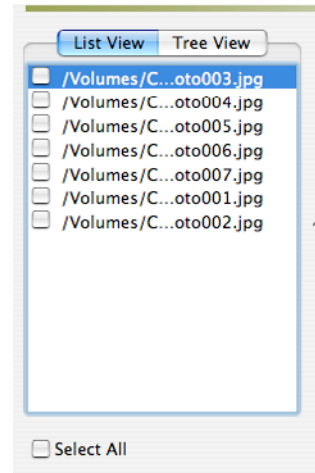 List View Tree View
/Volumes/C...oto003.jpg
/Volumes/C...oto004.jpg
/Volumes/C...oto005.jpg
/Volumes/C...oto006.jpg
/Volumes/C...oto007.jpg
/Volumes/C...oto001.jpg
/Volumes/C...oto002.jpg
Select All